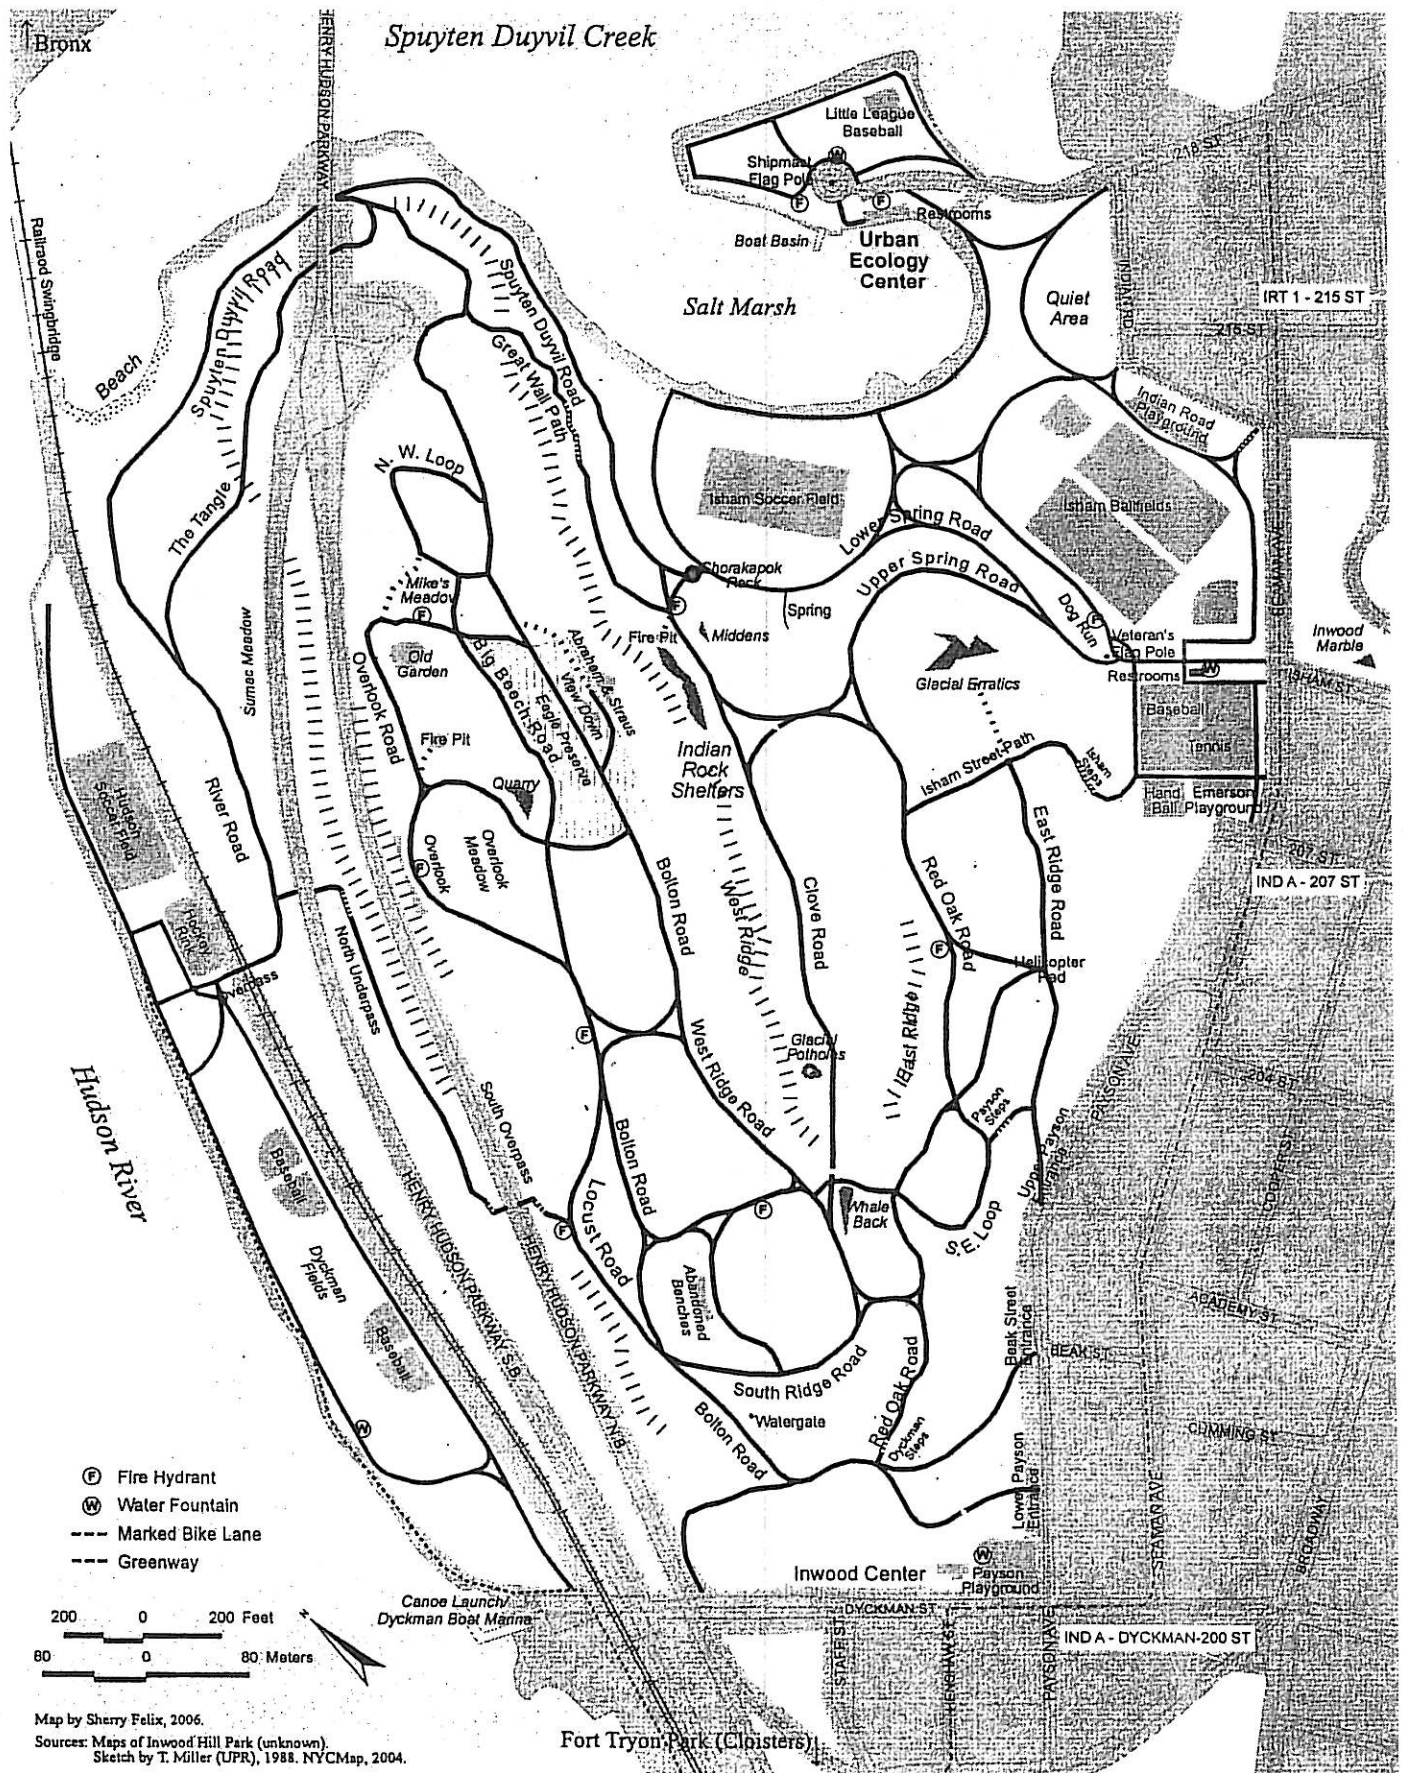 Bronx
Spuyten Duyvil Creek
HENRY HUDSON PARKWAY
Little League
Baseball
W
Shipmast
Flag Pole
F
F
Restrooms
Boat Basin
Urban
Ecology
Center
218 ST
Salt Marsh
Quiet
Area
INDIAN RD
IRT 1 - 215 ST
215 ST
Railraod Swingbridge
Beach
Spuyten Duyvil Road
Spuyten Duyvil Road
Great Wall Path
Indian Road
Playground
N. W. Loop
The Tangle
Isham Soccer Field
Isham Ballfields
Lower Spring Road
Upper Spring Road
Shorakapok
Rock
Spring
SEAMAN AVE
Mike's
Meadow
F
F
Fire Pit
Middens
Dog Run
Veteran's
Flag Pole
Inwood
Marble
Sumac Meadow
Old
Garden
Overlook Road
Big Beech Road
Abraham & Straus
View Down
Eagle Preserve
Glacial Erratics
Restrooms
W
ISHAM ST
Baseball
Tennis
Fire Pit
Quarry
Indian
Rock
Shelters
Isham Street Path
Isham
Steps
Hand
Ball
Emerson
Playground
Hudson
Soccer Field
River Road
Overlook
F
Overlook
Meadow
Bolton Road
West Ridge
Clove Road
Red Oak Road
East Ridge Road
207 ST
IND A - 207 ST
Hockey
Rink
North Underpass
Overpass
F
Helicopter
Pad
F
Glacial
Potholes
East Ridge
West Ridge Road
Hudson River
South Overpass
Payson
Steps
PAYSON AVE
204 ST
COOPER ST
Upper Payson
Entrance
Baseball
HENRY HUDSON PARKWAY S.B.
Bolton Road
Locust Road
F
F
Whale
Back
S.E. Loop
Dyckman
Fields
HENRY HUDSON PARKWAY N.B.
Abandoned
Benches
Baseball
ACADEMY ST
Beak Street
Entrance
BEAK ST
South Ridge Road
Red Oak Road
Watergate
Bolton Road
Dyckman
Steps
CUMMING ST
W
Lower Payson
Entrance
SEAMAN AVE
BROADWAY
F Fire Hydrant
W Water Fountain
Marked Bike Lane
Greenway
Inwood Center
W
Payson
Playground
Canoe Launch/
Dyckman Boat Marina
DYCKMAN ST
200 0 200 Feet
80 0 80 Meters
N
STAFF ST
HENSHAW ST
PAYSON AVE
IND A - DYCKMAN-200 ST
Map by Sherry Felix, 2006.
Sources: Maps of Inwood Hill Park (unknown).
Sketch by T. Miller (UPR), 1988. NYCMap, 2004.
Fort Tryon Park (Cloisters)